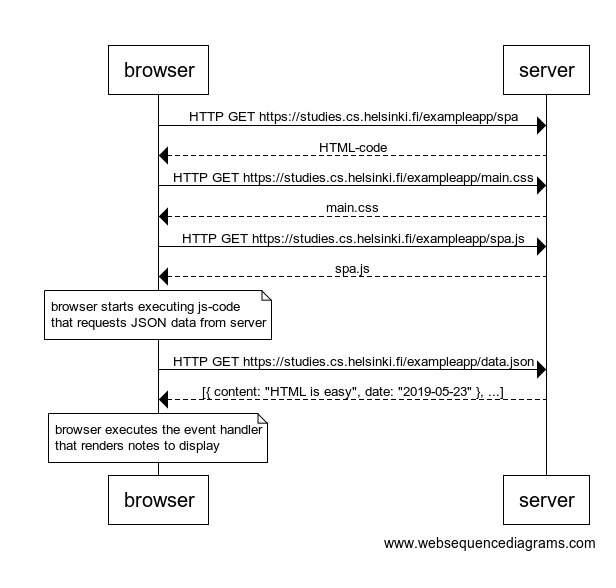 browser server
HTTP GET https://studies.cs.helsinki.fi/exampleapp/spa
HTML-code
HTTP GET https://studies.cs.helsinki.fi/exampleapp/main.css
main.css
HTTP GET https://studies.cs.helsinki.fi/exampleapp/spa.js
spa.js
browser starts executing js-code
that requests JSON data from server
HTTP GET https://studies.cs.helsinki.fi/exampleapp/data.json
[{ content: "HTML is easy", date: "2019-05-23" }, ...]
browser executes the event handler
that renders notes to display
browser server
www.websequencediagrams.com